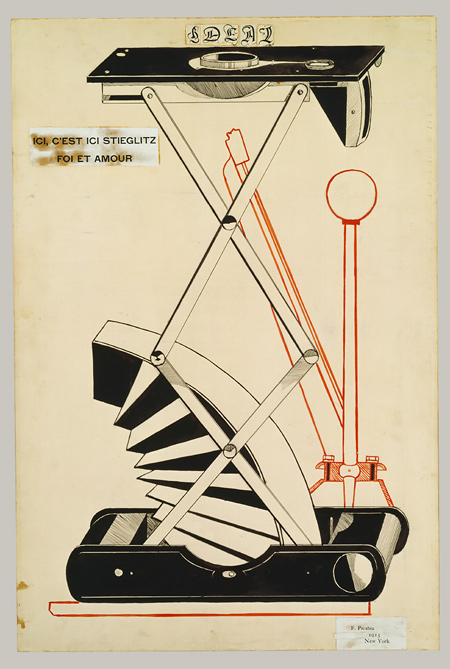 IDEAL
ICI, C'EST ICI STIEGLITZ
FOI ET AMOUR
F. Picabia
1915
New York